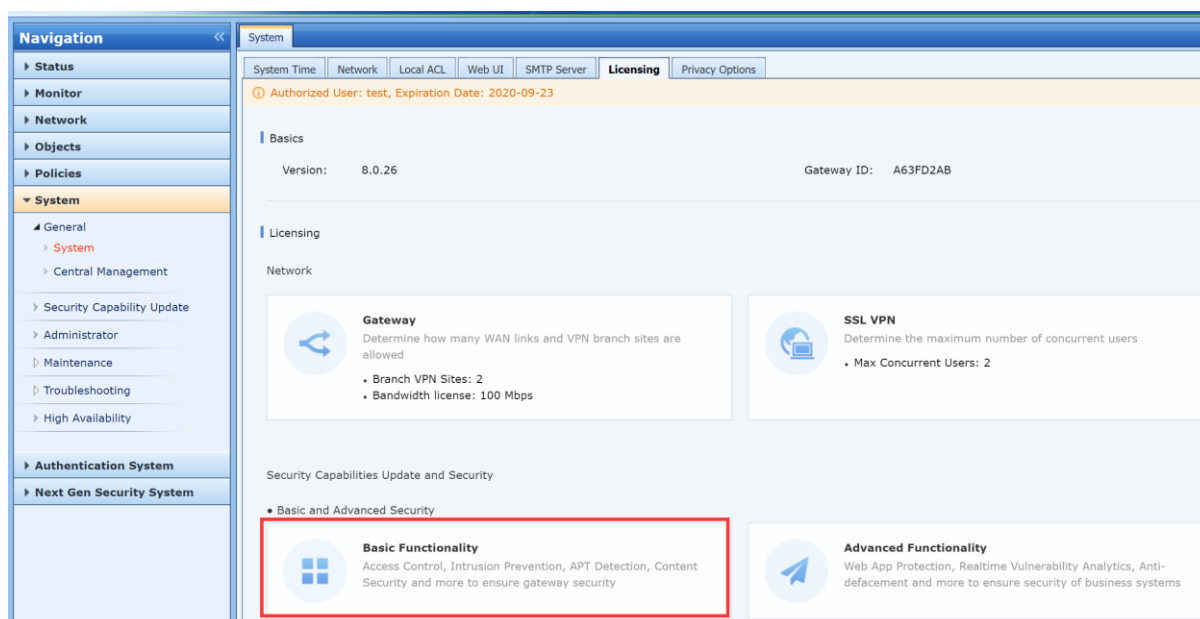 Navigation
Status
Monitor
Network
Objects
Policies
System
General
System
Central Management
Security Capability Update
Administrator
Maintenance
Troubleshooting
High Availability
Authentication System
Next Gen Security System
System
System Time Network Local ACL Web UI SMTP Server Licensing Privacy Options
Authorized User: test, Expiration Date: 2020-09-23
Basics
Version: 8.0.26 Gateway ID: A63FD2AB
Licensing
Network
Gateway
Determine how many WAN links and VPN branch sites are
allowed
• Branch VPN Sites: 2
• Bandwidth license: 100 Mbps
SSL VPN
Determine the maximum number of concurrent users
• Max Concurrent Users: 2
Security Capabilities Update and Security
• Basic and Advanced Security
Basic Functionality
Access Control, Intrusion Prevention, APT Detection, Content
Security and more to ensure gateway security
Advanced Functionality
Web App Protection, Realtime Vulnerability Analytics, Anti-
defacement and more to ensure security of business systems